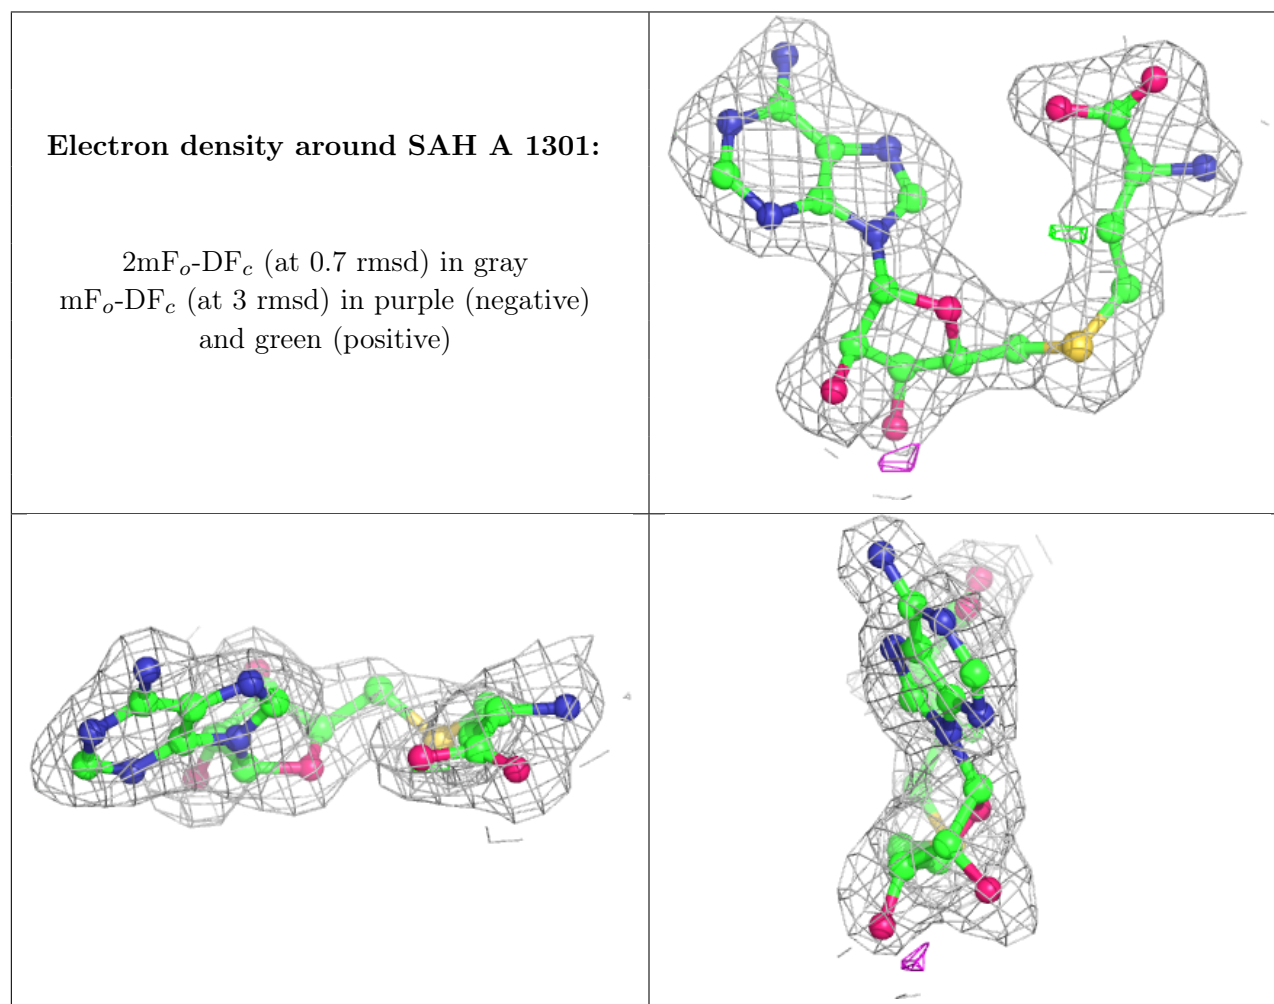 Electron density around SAH A 1301:
2mFo-DFc (at 0.7 rmsd) in gray
mFo-DFc (at 3 rmsd) in purple (negative)
and green (positive)